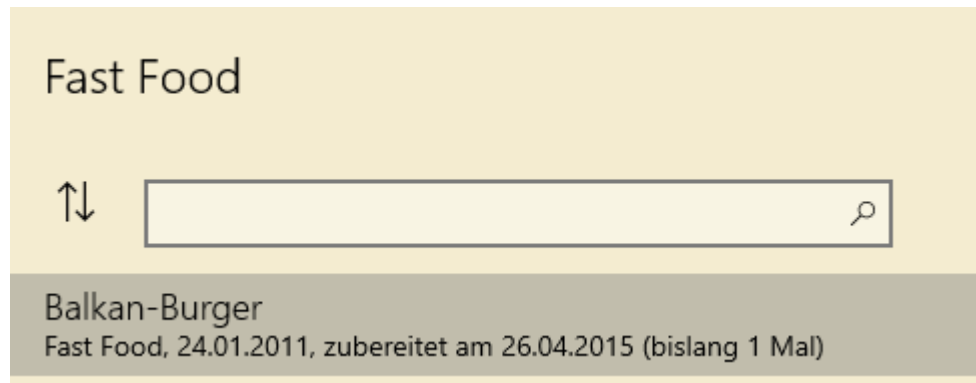 Fast Food
Balkan-Burger
Fast Food, 24.01.2011, zubereitet am 26.04.2015 (bislang 1 Mal)